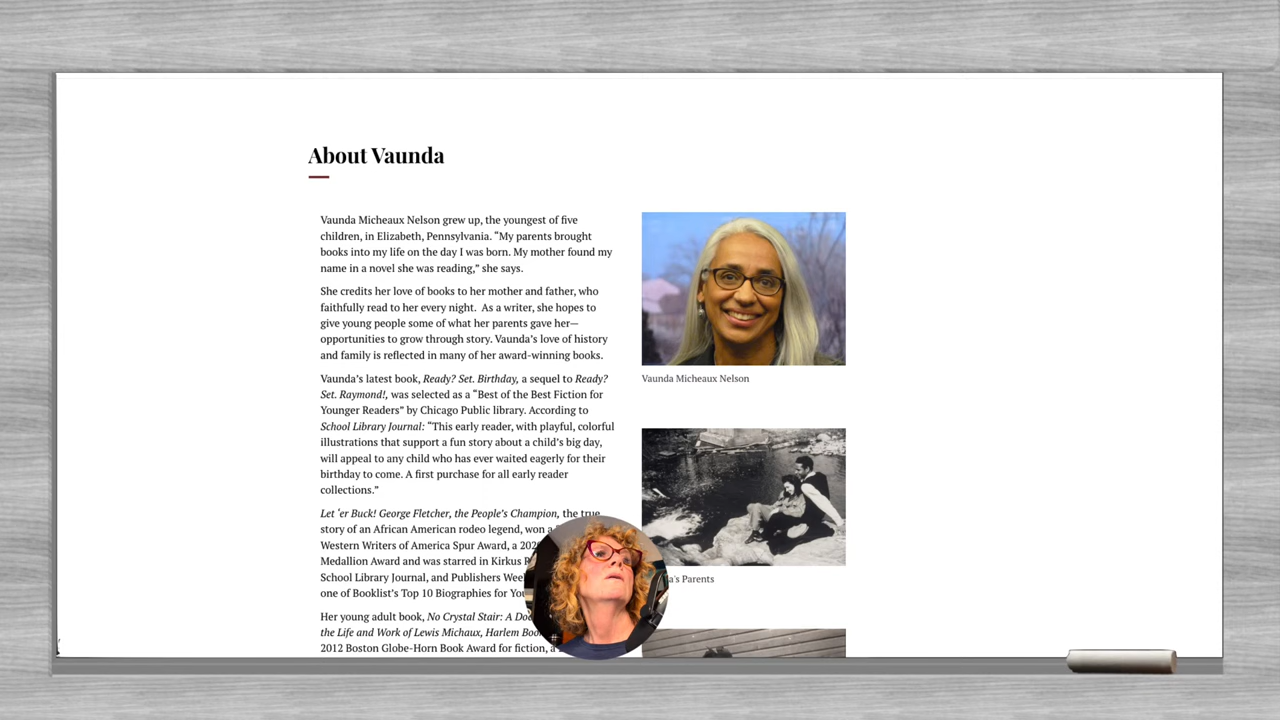 About Vaunda
Vaunda Micheaux Nelson grew up, the youngest of five
children, in Elizabeth, Pennsylvania. “My parents brought
books into my life on the day I was born. My mother found my
name in a novel she was reading,” she says.
She credits her love of books to her mother and father, who
faithfully read to her every night.  As a writer, she hopes to
give young people some of what her parents gave her—
opportunities to grow through story. Vaunda’s love of history
and family is reflected in many of her award-winning books.
Vaunda’s latest book, Ready? Set. Birthday, a sequel to Ready?
Set. Raymond!, was selected as a “Best of the Best Fiction for
Younger Readers” by Chicago Public library. According to
School Library Journal: “This early reader, with playful, colorful
illustrations that support a fun story about a child’s big day,
will appeal to any child who has ever waited eagerly for their
birthday to come. A first purchase for all early reader
collections.”
Let ‘er Buck! George Fletcher, the People’s Champion, the true
story of an African American rodeo legend, won a
Western Writers of America Spur Award, a
Medallion Award and was starred in Kirkus
School Library Journal, and Publishers
one of Booklist’s Top 10 Biographies for
Her young adult book, No Crystal Stair: A
the Life and Work of Lewis Michaux, Harlem
2012 Boston Globe-Horn Book Award for fiction, a
Vaunda Micheaux Nelson
Parents